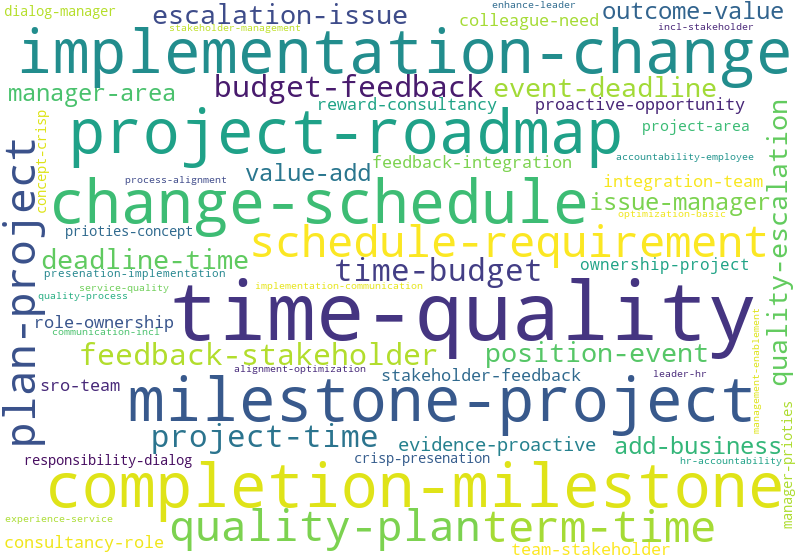 dialog-manager
escalation-issue
enhance-leader
colleague-need
outcome-value
stakeholder-management
incl-stakeholder
implementation-change
manager-area
budget-feedback
event-deadline
reward-consultancy
proactive-opportunity
concept-crisp
project-roadmap
project-area
feedback-integration
accountability-employee
value-add
process-alignment
integration-team
change-schedule
issue-manager
optimization-basic
quality-escalation
plan-project
prioties-concept
schedule-requirement
deadline-time
time-budget
ownership-project
presenation-implementation
service-quality
implementation-communication
quality-process
time-quality
role-ownership
communication-incl
feedback-stakeholder
position-event
management-enablement
alignment-optimization
stakeholder-feedback
leader-hr
sro-team
milestone-project
project-time
evidence-proactive
add-business
manager-prioties
responsibility-dialog
crisp-presenation
hr-accountability
completion-milestone
experience-service
quality-plan
term-time
consultancy-role
team-stakeholder